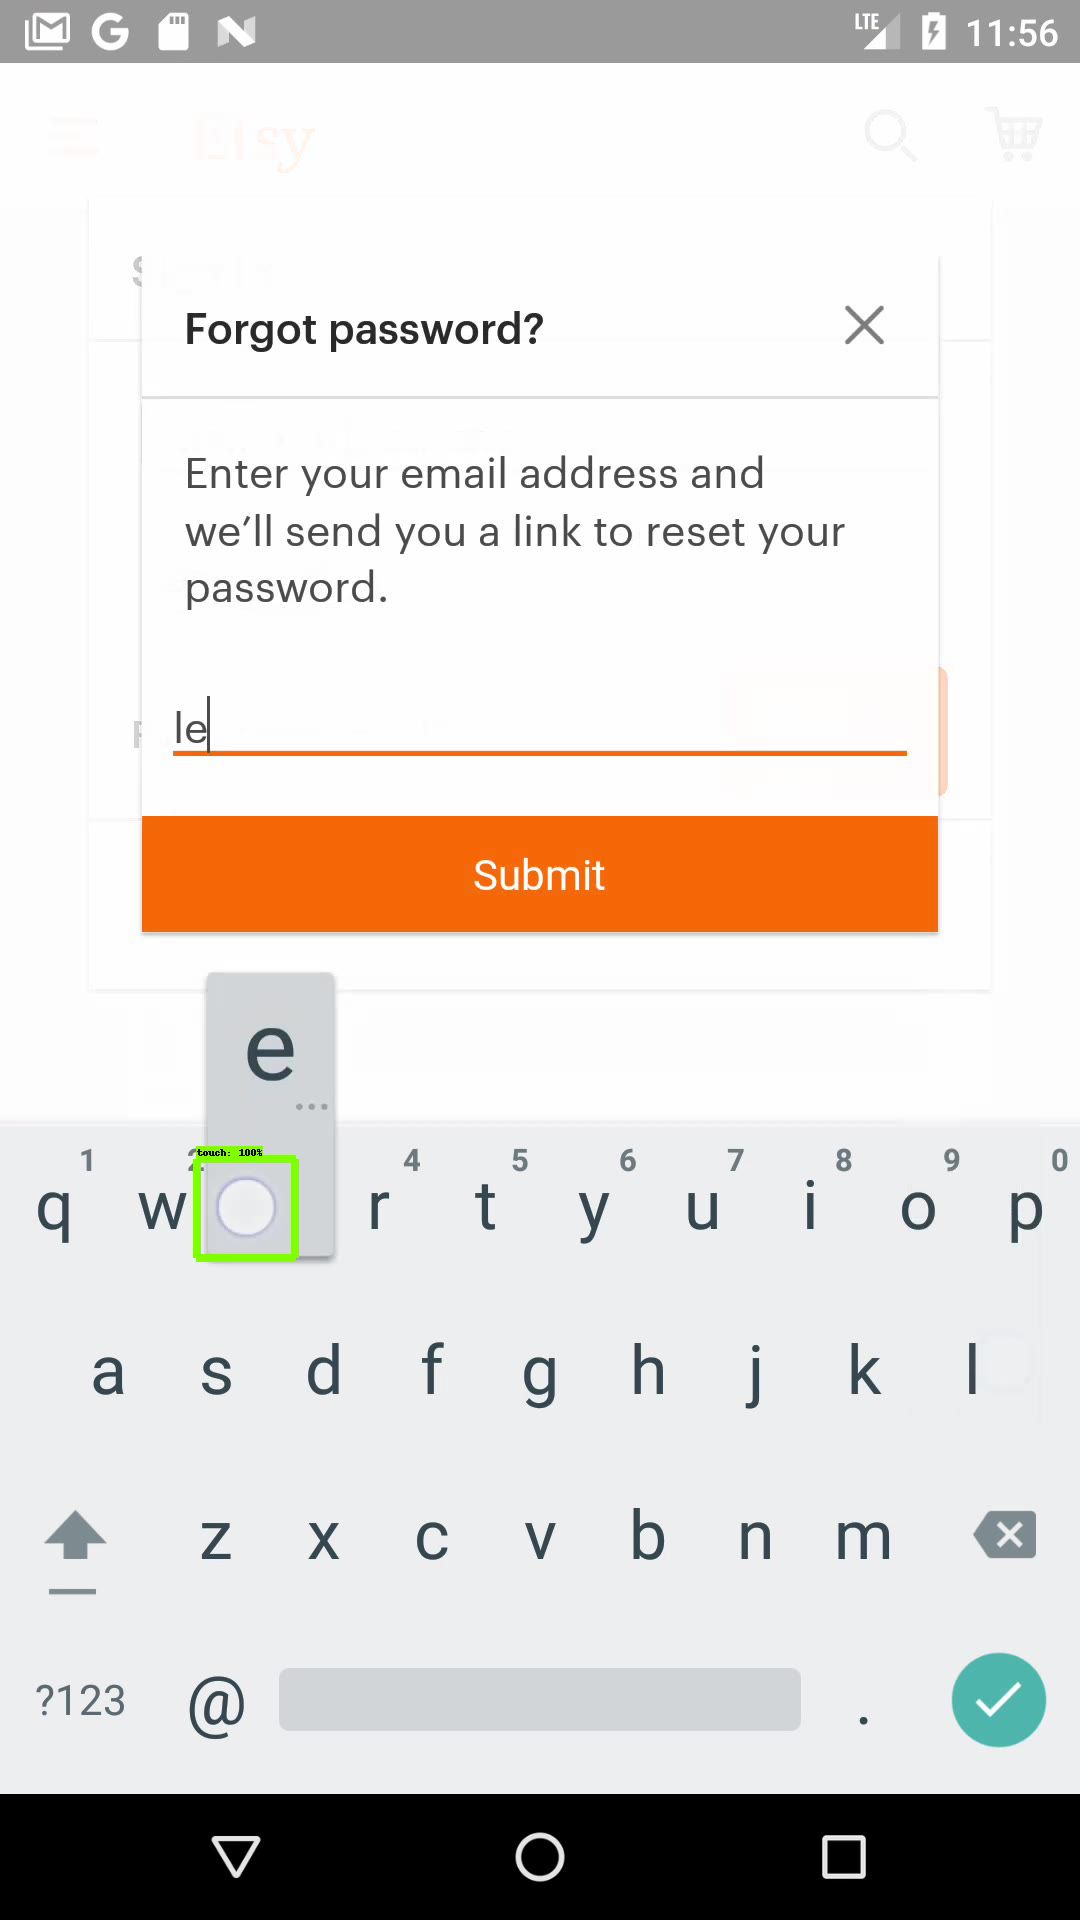 LTE 11:56
Etsy
Forgot password?
Enter your email address and
we’ll send you a link to reset your
password.
le
Submit
e
...
touch: 100%
1 2 4 5 6 7 8 9 0
q w r t y u i o p
a s d f g h j k l
z x c v b n m
?123 @ .